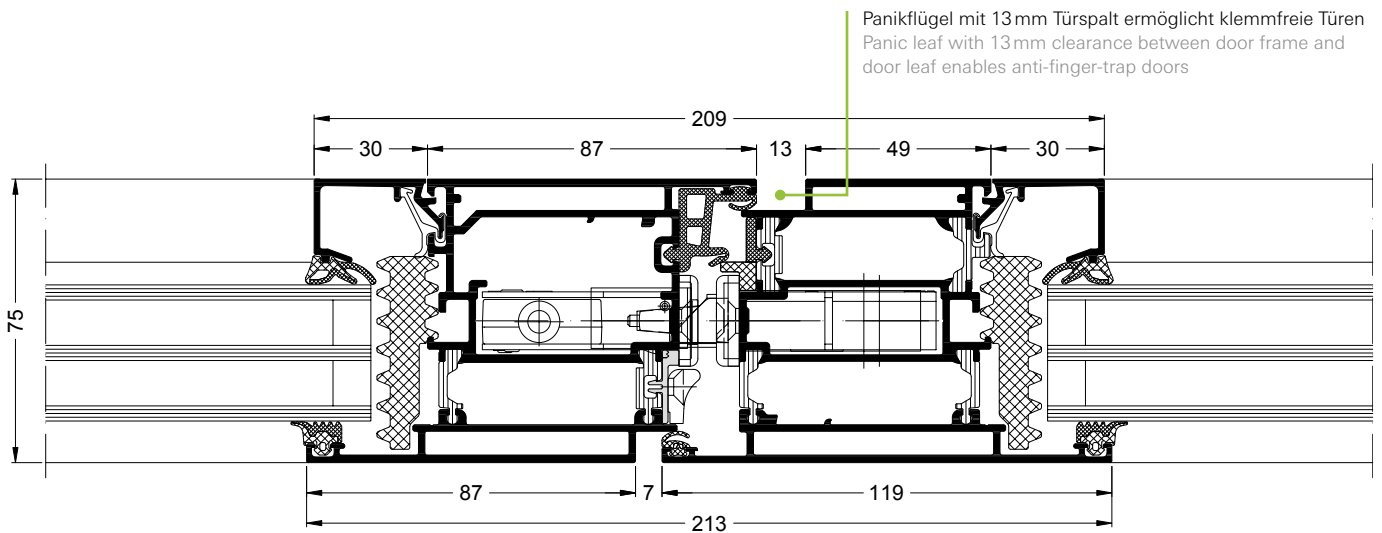 Panikflügel mit 13 mm Türspalt ermöglicht klemmfreie Türen
Panic leaf with 13 mm clearance between door frame and
door leaf enables anti-finger-trap doors
209
30 87 13 49 30
75
87 7 119
213